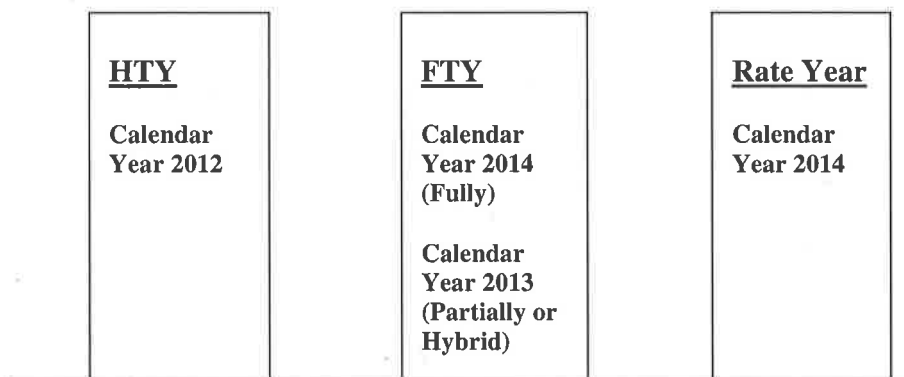 HTY
Calendar
Year 2012
FTY
Calendar
Year 2014
(Fully)
Calendar
Year 2013
(Partially or
Hybrid)
Rate Year
Calendar
Year 2014